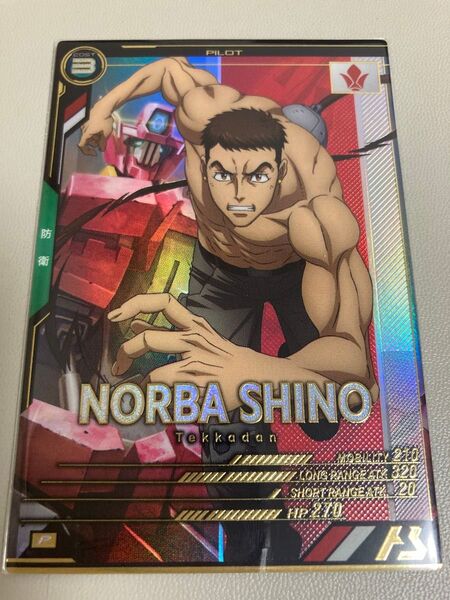 PILOT
COST
3
防衛
NORBA SHINO
Tekkadan
MOBILITY 210
LONG RANGE ATK 320
SHORT RANGE ATK 20
HP 270
P
AS